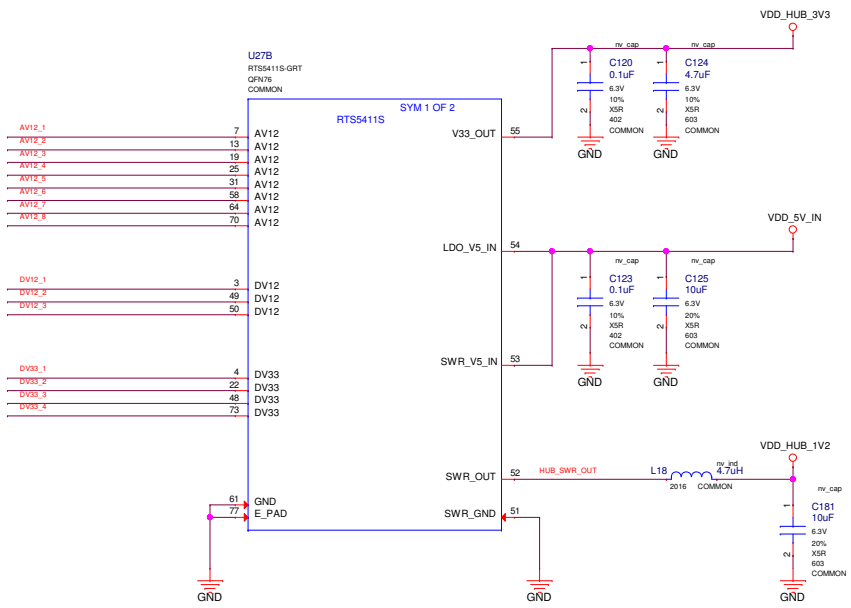 VDD_HUB_3V3
U27B
RTS5411S-GRT
QFN76
COMMON
SYM 1 OF 2
RTS5411S
nv_cap
nv_cap
1
C120
0.1uF
6.3V
10%
X5R
402
COMMON
2
GND
1
C124
4.7uF
6.3V
10%
X5R
603
COMMON
2
GND
AV12_1
7
AV12
AV12_2
13
AV12
AV12_3
19
AV12
AV12_4
25
AV12
AV12_5
31
AV12
AV12_6
58
AV12
AV12_7
64
AV12
AV12_8
70
AV12
V33_OUT
55
VDD_5V_IN
LDO_V5_IN
54
nv_cap
nv_cap
1
C123
0.1uF
6.3V
10%
X5R
402
COMMON
2
GND
1
C125
10uF
6.3V
20%
X5R
603
COMMON
2
GND
DV12_1
3
DV12
DV12_2
49
DV12
DV12_3
50
DV12
SWR_V5_IN
53
DV33_1
4
DV33
DV33_2
22
DV33
DV33_3
48
DV33
DV33_4
73
DV33
VDD_HUB_1V2
SWR_OUT
52
HUB_SWR_OUT
L18
nv_ind
4.7uH
2016
COMMON
nv_cap
1
C181
10uF
6.3V
20%
X5R
603
COMMON
2
GND
61
GND
77
E_PAD
SWR_GND
51
GND
GND